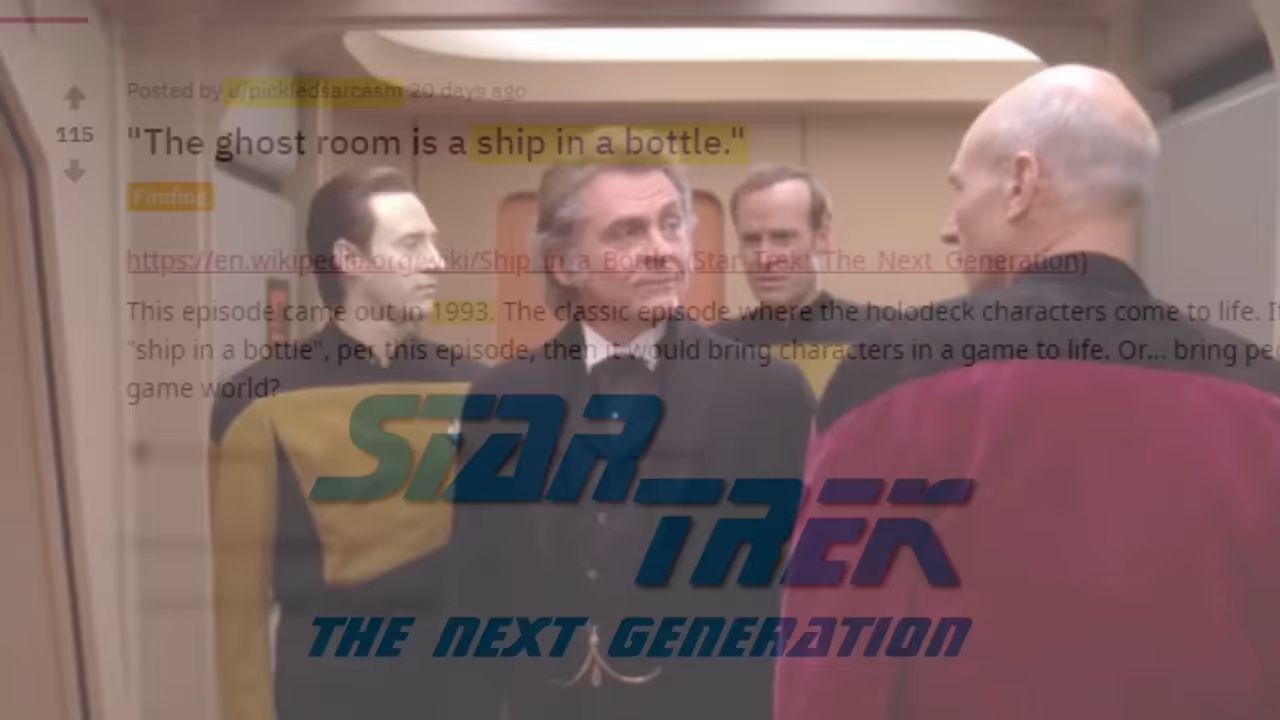 Posted by u/pickledsarcasm 20 days ago
115
"The ghost room is a ship in a bottle."
Finding
https://en.wikipedia.org/wiki/Ship_in_a_Bottle_(Star_Trek:_The_Next_Generation)
This episode came out in 1993. The classic episode where the holodeck characters come to life. I
"ship in a bottle", per this episode, then it would bring characters in a game to life. Or... bring pe
game world?
STAR
TREK
THE NEXT GENERATION